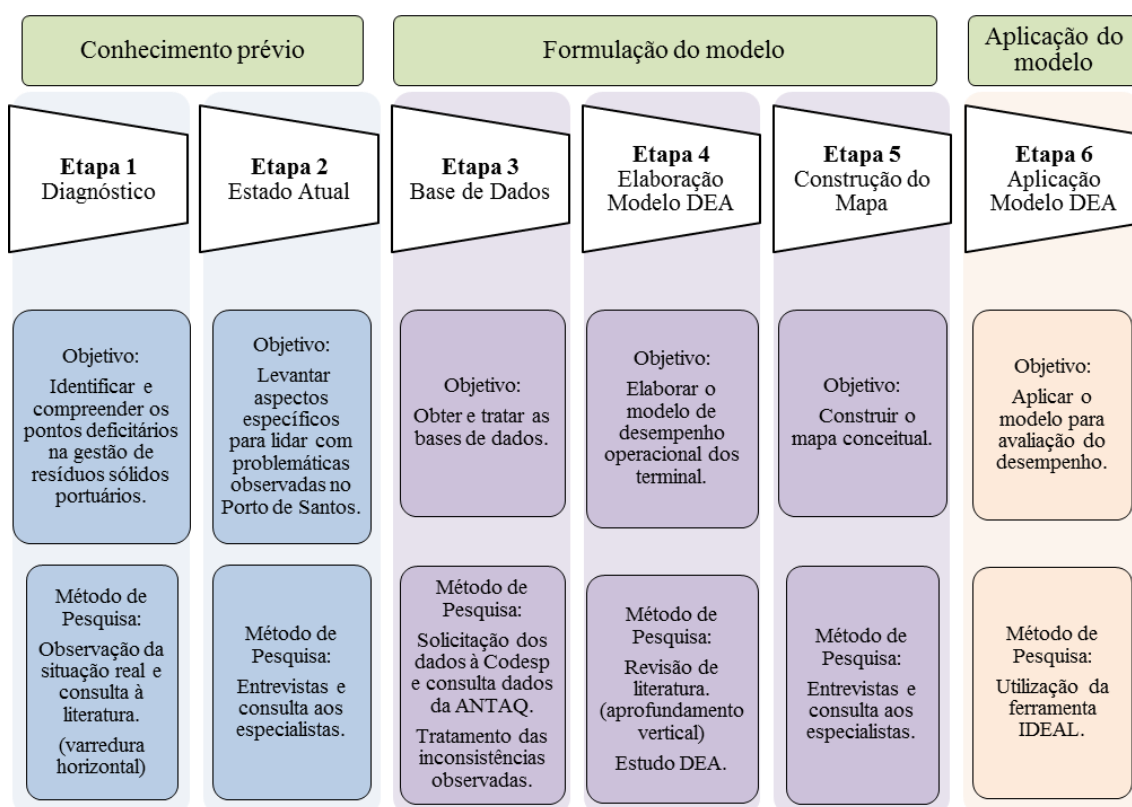 Conhecimento prévio
Formulação do modelo
Aplicação do
modelo
Etapa 1
Diagnóstico
Etapa 2
Estado Atual
Etapa 3
Base de Dados
Etapa 4
Elaboração
Modelo DEA
Etapa 5
Construção do
Mapa
Etapa 6
Aplicação
Modelo DEA
Objetivo:
Identificar e
compreender os
pontos deficitários
na gestão de
resíduos sólidos
portuários.
Objetivo:
Levantar
aspectos
específicos
para lidar com
problemáticas
observadas no
Porto de Santos.
Objetivo:
Obter e tratar as
bases de dados.
Objetivo:
Elaborar o
modelo de
desempenho
operacional dos
terminal.
Objetivo:
Construir o
mapa conceitual.
Objetivo:
Aplicar o
modelo para
avaliação do
desempenho.
Método de
Pesquisa:
Observação da
situação real e
consulta à
literatura.
(varredura
horizontal)
Método de
Pesquisa:
Entrevistas e
consulta aos
especialistas.
Método de
Pesquisa:
Solicitação dos
dados à Codesp
e consulta dados
da ANTAQ.
Tratamento das
inconsistências
observadas.
Método de
Pesquisa:
Revisão de
literatura.
(aprofundamento
vertical)
Estudo DEA.
Método de
Pesquisa:
Entrevistas e
consulta aos
especialistas.
Método de
Pesquisa:
Utilização da
ferramenta
IDEAL.